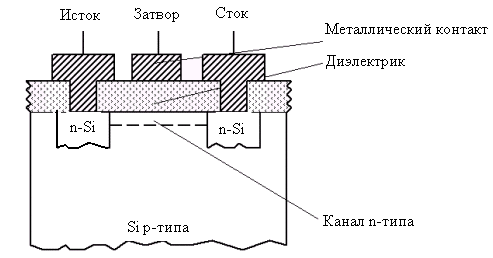 Исток Затвор Сток
Металлический контакт
Диэлектрик
n-Si n-Si
Канал n-типа
Si p-типа